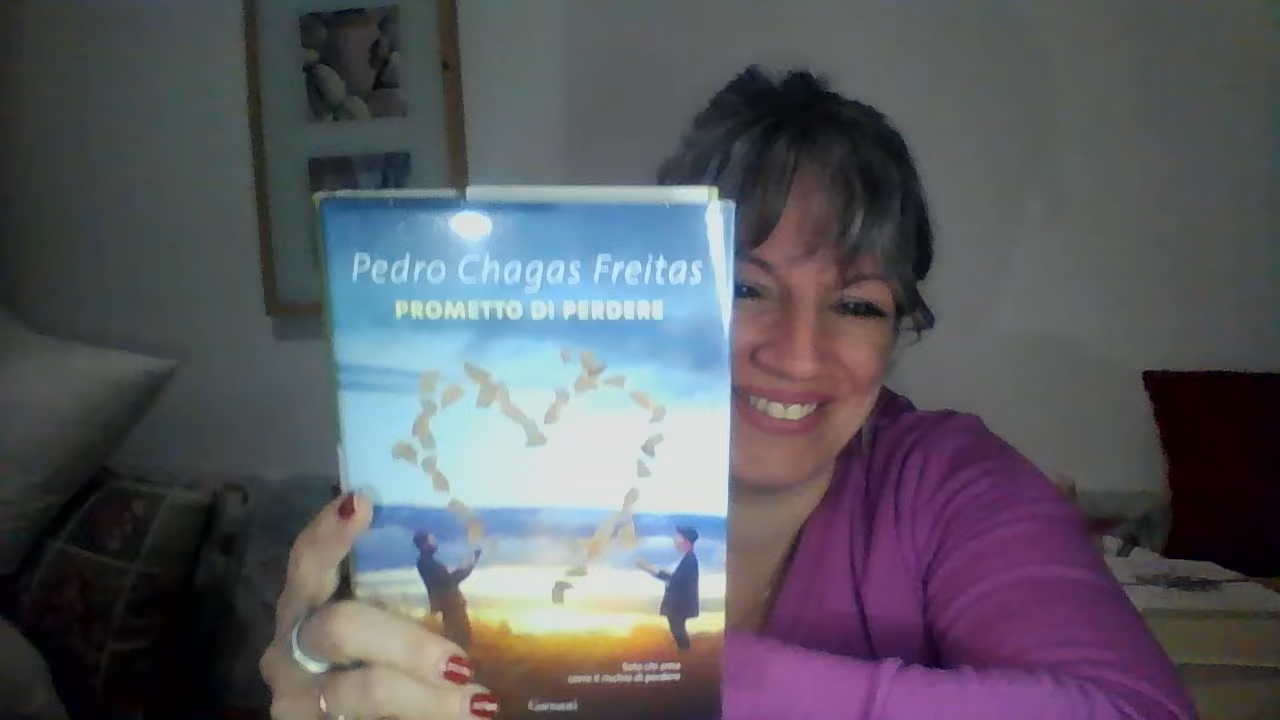 Pedro Chagas Freitas
PROMETTO DI PERDERE
Solo chi ama
corre il rischio di perdere
Garzanti